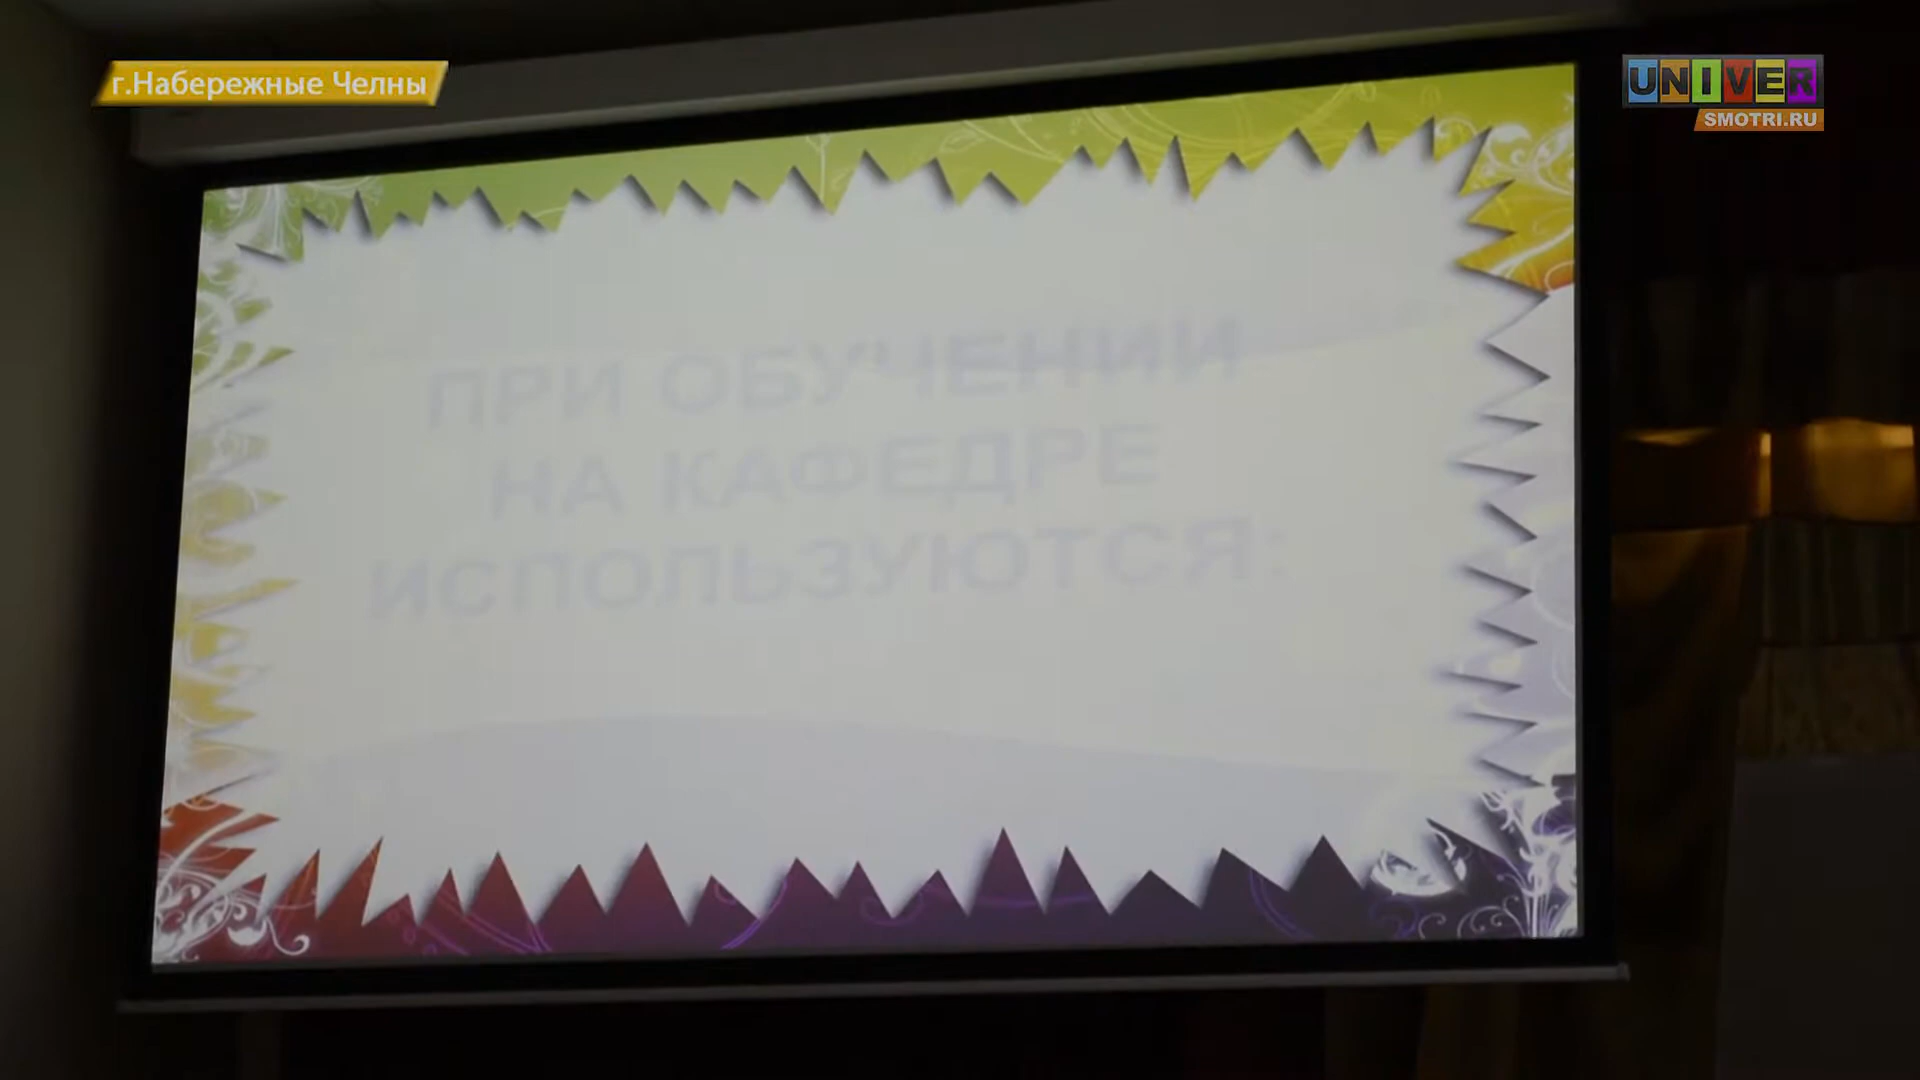 г.Набережные Челны
UNIVER
SMOTRI.RU
ПРИ ОБУЧЕНИИ
НА КАФЕДРЕ
ИСПОЛЬЗУЮТСЯ: